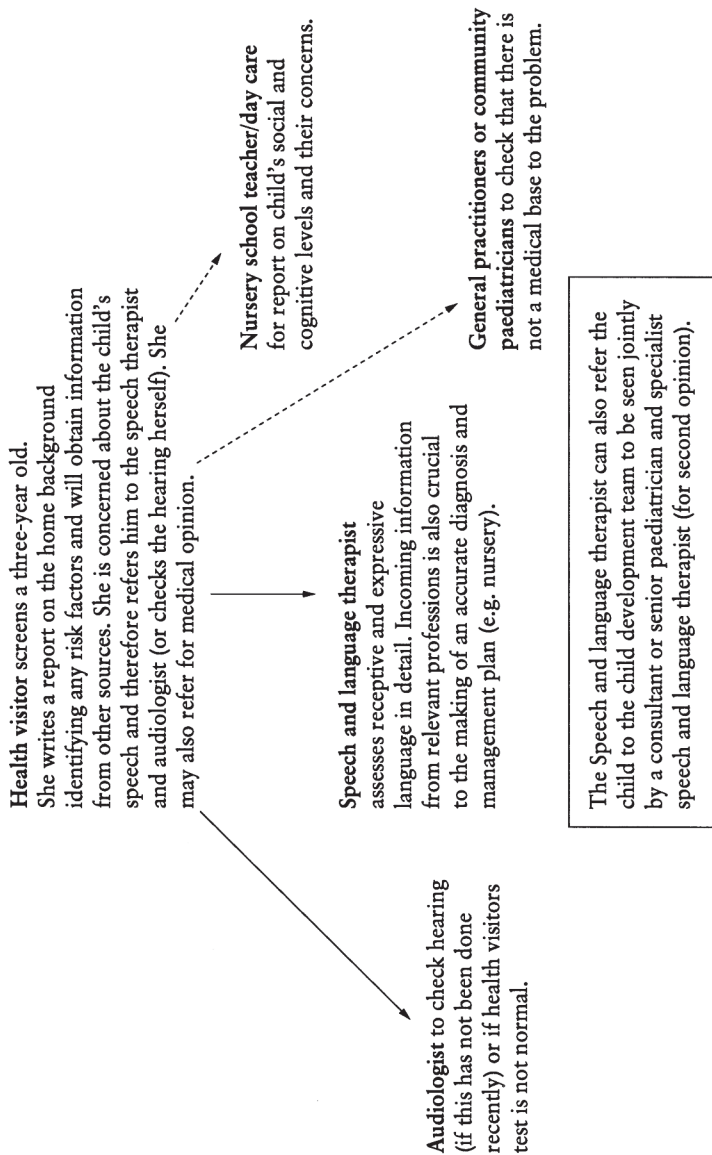 Health visitor screens a three-year old.
She writes a report on the home background
identifying any risk factors and will obtain information
from other sources. She is concerned about the child's
speech and therefore refers him to the speech therapist
and audiologist (or checks the hearing herself). She
may also refer for medical opinion.
Nursery school teacher/day care
for report on child's social and
cognitive levels and their concerns.
Speech and language therapist
assesses receptive and expressive
language in detail. Incoming information
from relevant professions is also crucial
to the making of an accurate diagnosis and
management plan (e.g. nursery).
Audiologist to check hearing
(if this has not been done
recently) or if health visitors
test is not normal.
General practitioners or community
paediatricians to check that there is
not a medical base to the problem.
The Speech and language therapist can also refer the
child to the child development team to be seen jointly
by a consultant or senior paediatrician and specialist
speech and language therapist (for second opinion).